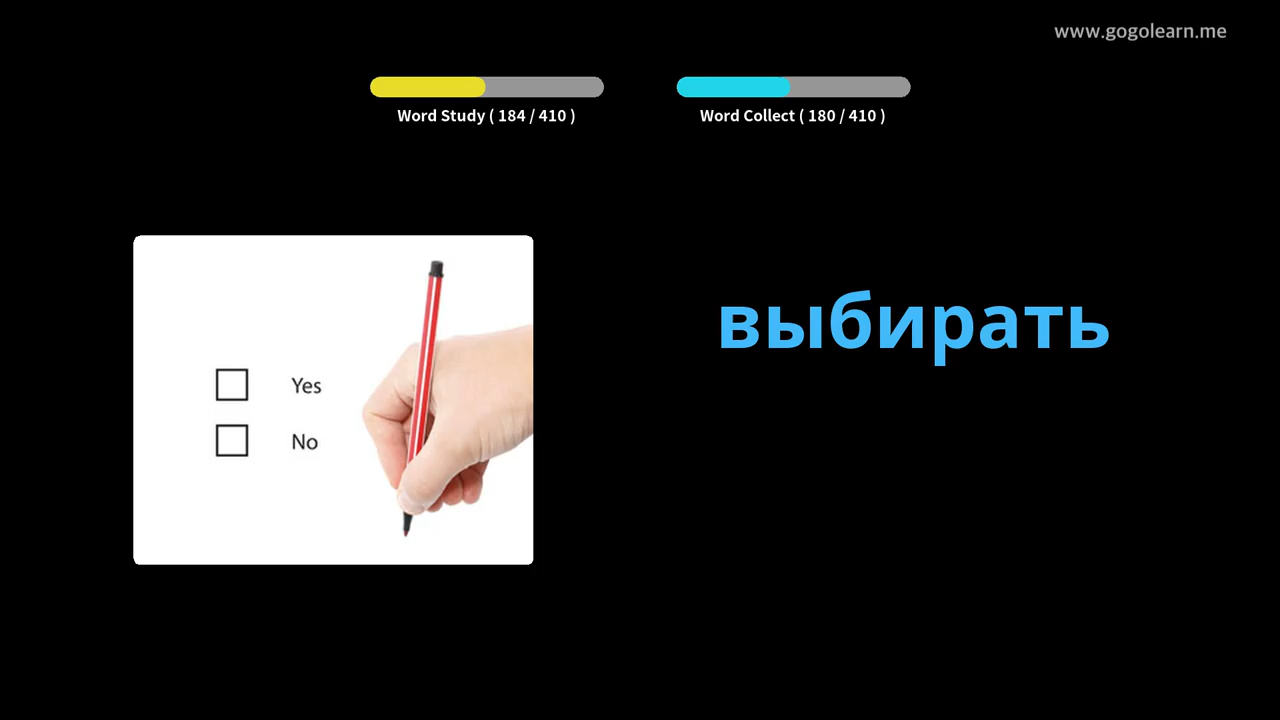 www.gogolearn.me
Word Study ( 184 / 410 )
Word Collect ( 180 / 410 )
выбирать
Yes
No